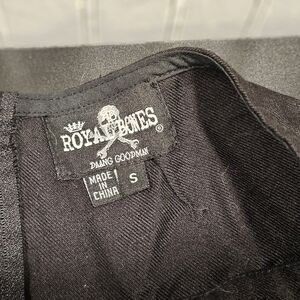 ROYAL BONES ®
DAANG GOODMAN
MADE
IN
CHINA
S